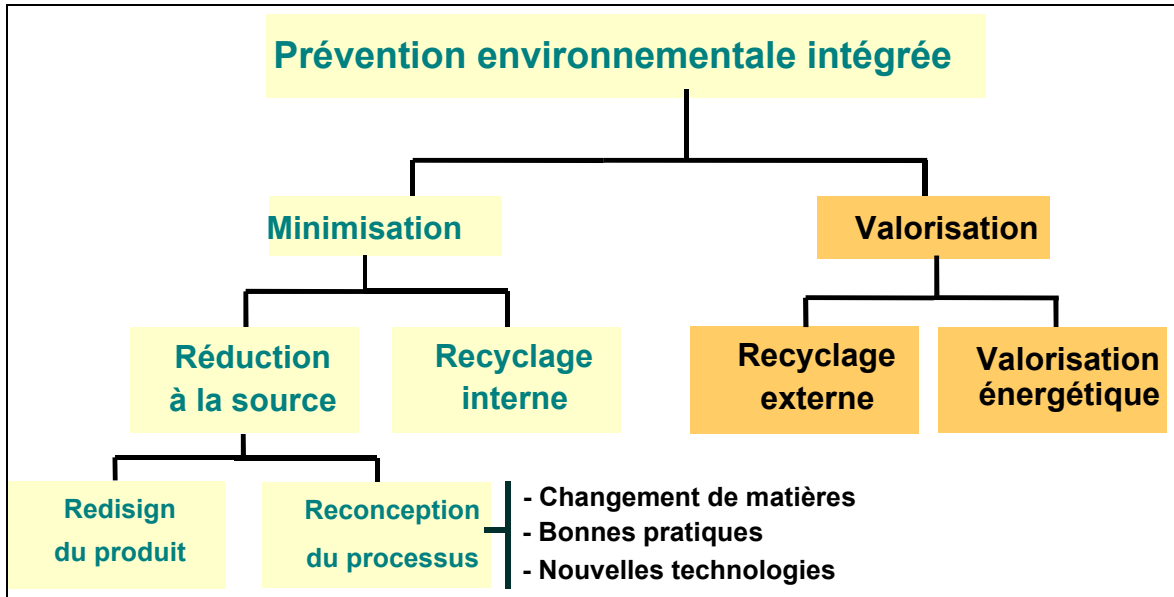 Prévention environnementale intégrée
Minimisation
Valorisation
Réduction
à la source
Recyclage
interne
Recyclage
externe
Valorisation
énergétique
Redisign
du produit
Reconception
du processus
- Changement de matières
- Bonnes pratiques
- Nouvelles technologies